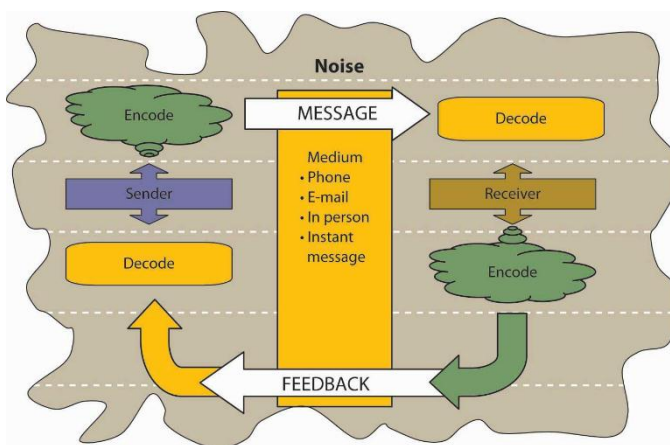 Noise
Encode
MESSAGE
Decode
Medium
• Phone
• E-mail
• In person
• Instant
message
Sender
Receiver
Decode
Encode
FEEDBACK